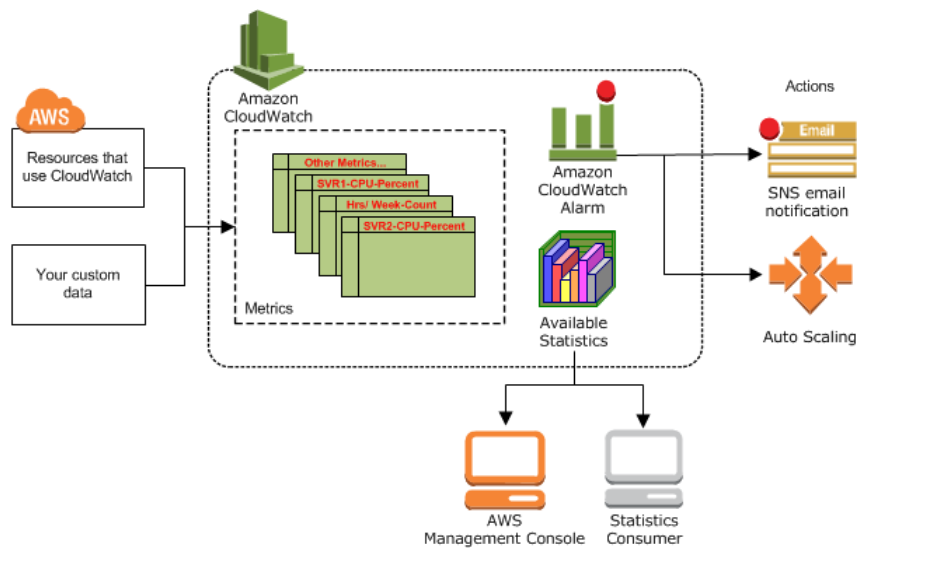 Amazon
CloudWatch
AWS
Resources that
use CloudWatch
Your custom
data
Other Metrics...
SVR1-CPU-Percent
Hrs/ Week-Count
SVR2-CPU-Percent
Metrics
Amazon
CloudWatch
Alarm
Available
Statistics
Actions
Email
SNS email
notification
Auto Scaling
AWS
Management Console
Statistics
Consumer